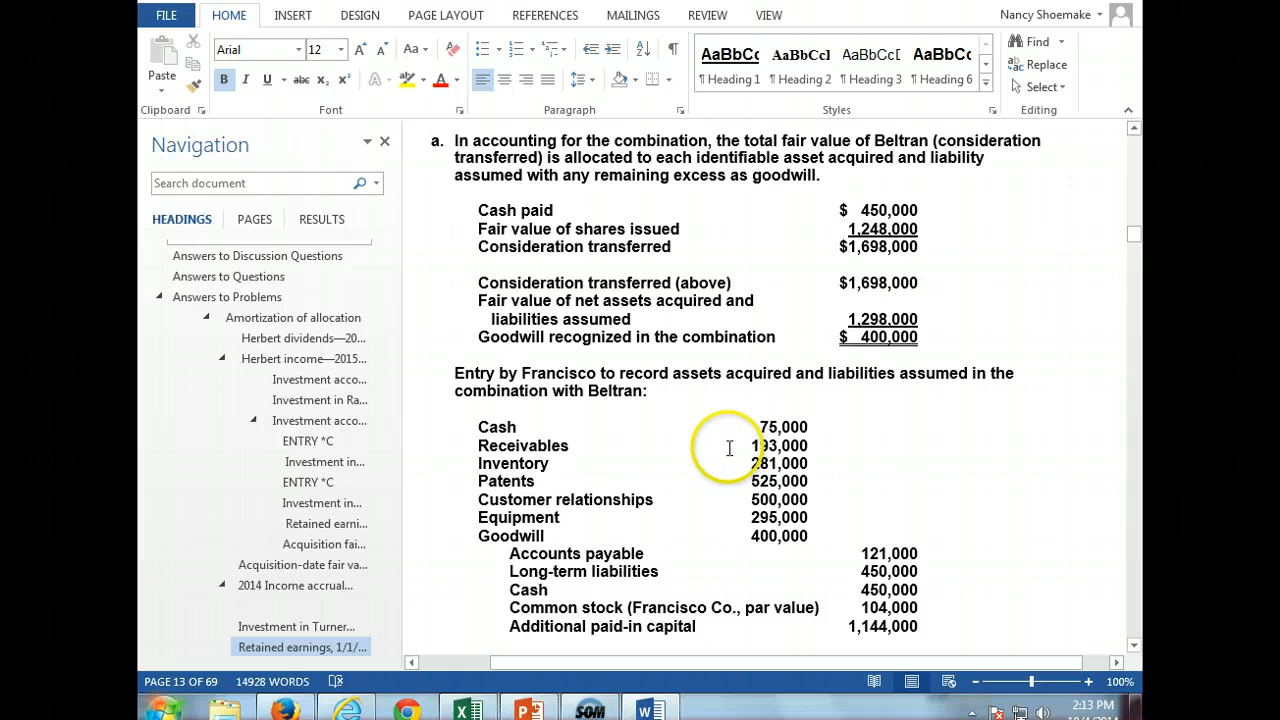 FILE HOME INSERT DESIGN PAGE LAYOUT REFERENCES MAILINGS REVIEW VIEW Nancy Shoemake
Paste
Arial 12 Aa A
B I U abc x₂ x² A A
AaBbCc AaBbCcI AaBbCcD AaBbCc
¶ Heading 1 ¶ Heading 2 ¶ Heading 3 ¶ Heading 6
Find
Replace
Select
Clipboard Font Paragraph Styles Editing
Navigation
Search document
HEADINGS PAGES RESULTS
Answers to Discussion Questions
Answers to Questions
Answers to Problems
Amortization of allocation
Herbert dividends—20...
Herbert income—2015...
Investment acco...
Investment in Ra...
Investment acco...
ENTRY *C
Investment in...
ENTRY *C
Investment in...
Retained earni...
Acquisition fai...
Acquisition-date fair va...
2014 Income accrual...
Investment in Turner...
Retained earnings, 1/1/...
a. In accounting for the combination, the total fair value of Beltran (consideration
transferred) is allocated to each identifiable asset acquired and liability
assumed with any remaining excess as goodwill.
Cash paid $ 450,000
Fair value of shares issued 1,248,000
Consideration transferred $1,698,000
Consideration transferred (above) $1,698,000
Fair value of net assets acquired and
liabilities assumed 1,298,000
Goodwill recognized in the combination $ 400,000
Entry by Francisco to record assets acquired and liabilities assumed in the
combination with Beltran:
Cash 75,000
Receivables 193,000
Inventory 281,000
Patents 525,000
Customer relationships 500,000
Equipment 295,000
Goodwill 400,000
Accounts payable 121,000
Long-term liabilities 450,000
Cash 450,000
Common stock (Francisco Co., par value) 104,000
Additional paid-in capital 1,144,000
PAGE 13 OF 69 14928 WORDS 100%
SOM
2:13 PM